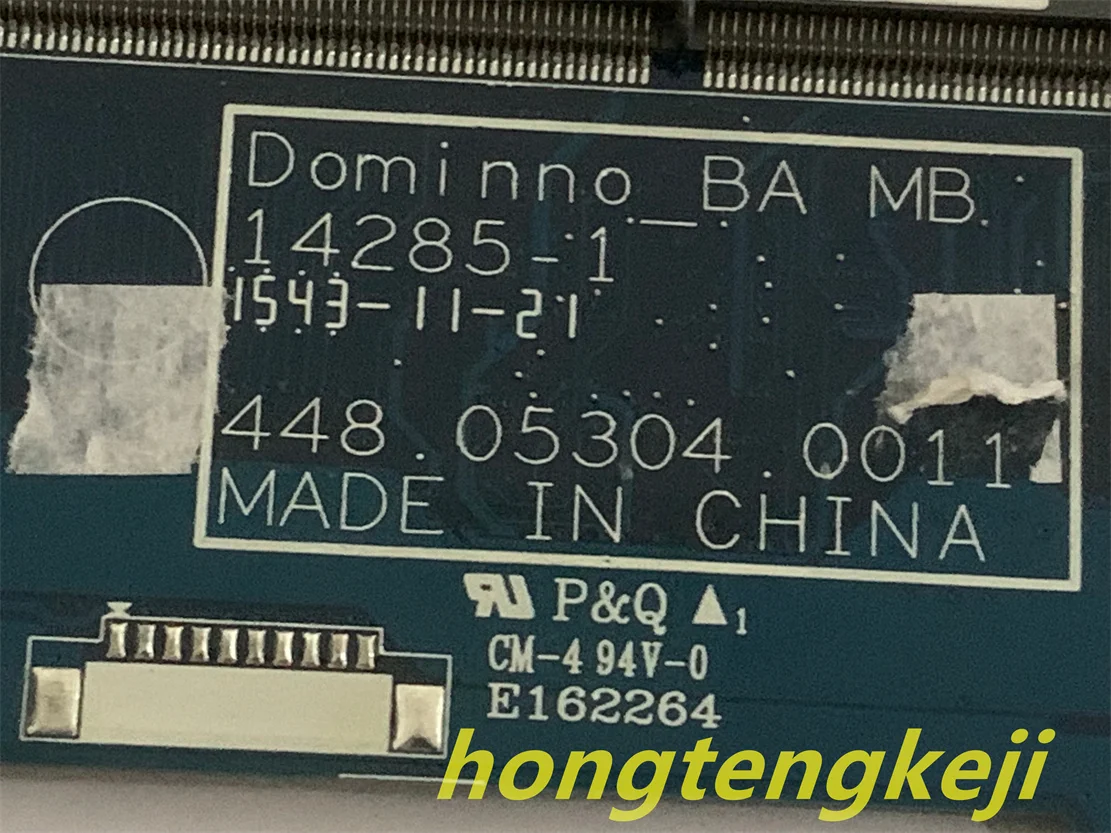 Dominno_BA MB.
14285-1
1543-11-21
448.05304.0011
MADE IN CHINA
P&Q ▲1
CM-4 94V-0
E162264
hongtengkeji